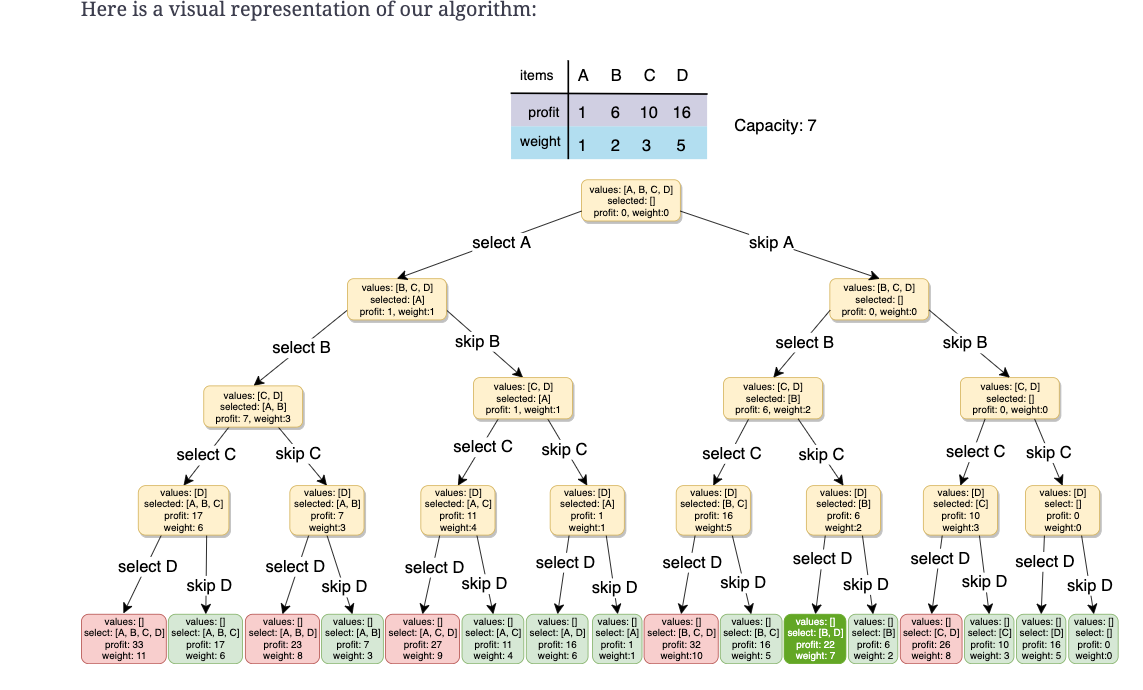 Here is a visual representation of our algorithm:
items A B C D
profit 1 6 10 16
weight 1 2 3 5
Capacity: 7
values: [A, B, C, D]
selected: []
profit: 0, weight:0
select A
skip A
values: [B, C, D]
selected: [A]
profit: 1, weight:1
values: [B, C, D]
selected: []
profit: 0, weight:0
select B
skip B
select B
skip B
values: [C, D]
selected: [A, B]
profit: 7, weight:3
values: [C, D]
selected: [A]
profit: 1, weight:1
values: [C, D]
selected: [B]
profit: 6, weight:2
values: [C, D]
selected: []
profit: 0, weight:0
select C
skip C
select C
skip C
select C
skip C
select C
skip C
values: [D]
selected: [A, B, C]
profit: 17
weight: 6
values: [D]
selected: [A, B]
profit: 7
weight:3
values: [D]
selected: [A, C]
profit: 11
weight:4
values: [D]
selected: [A]
profit: 1
weight:1
values: [D]
selected: [B, C]
profit: 16
weight:5
values: [D]
selected: [B]
profit: 6
weight:2
values: [D]
selected: [C]
profit: 10
weight:3
values: [D]
select: []
profit: 0
weight:0
select D
skip D
select D
skip D
select D
skip D
select D
skip D
select D
skip D
select D
skip D
select D
skip D
select D
skip D
values: []
select: [A, B, C, D]
profit: 33
weight: 11
values: []
select: [A, B, C]
profit: 17
weight: 6
values: []
select: [A, B, D]
profit: 23
weight: 8
values: []
select: [A, B]
profit: 7
weight: 3
values: []
select: [A, C, D]
profit: 27
weight: 9
values: []
select: [A, C]
profit: 11
weight: 4
values: []
select: [A, D]
profit: 16
weight: 6
values: []
select: [A]
profit: 1
weight:1
values: []
select: [B, C, D]
profit: 32
weight:10
values: []
select: [B, C]
profit: 16
weight: 5
values: []
select: [B, D]
profit: 22
weight: 7
values: []
select: [B]
profit: 6
weight: 2
values: []
select: [C, D]
profit: 26
weight: 8
values: []
select: [C]
profit: 10
weight: 3
values: []
select: [D]
profit: 16
weight: 5
values: []
select: []
profit: 0
weight:0